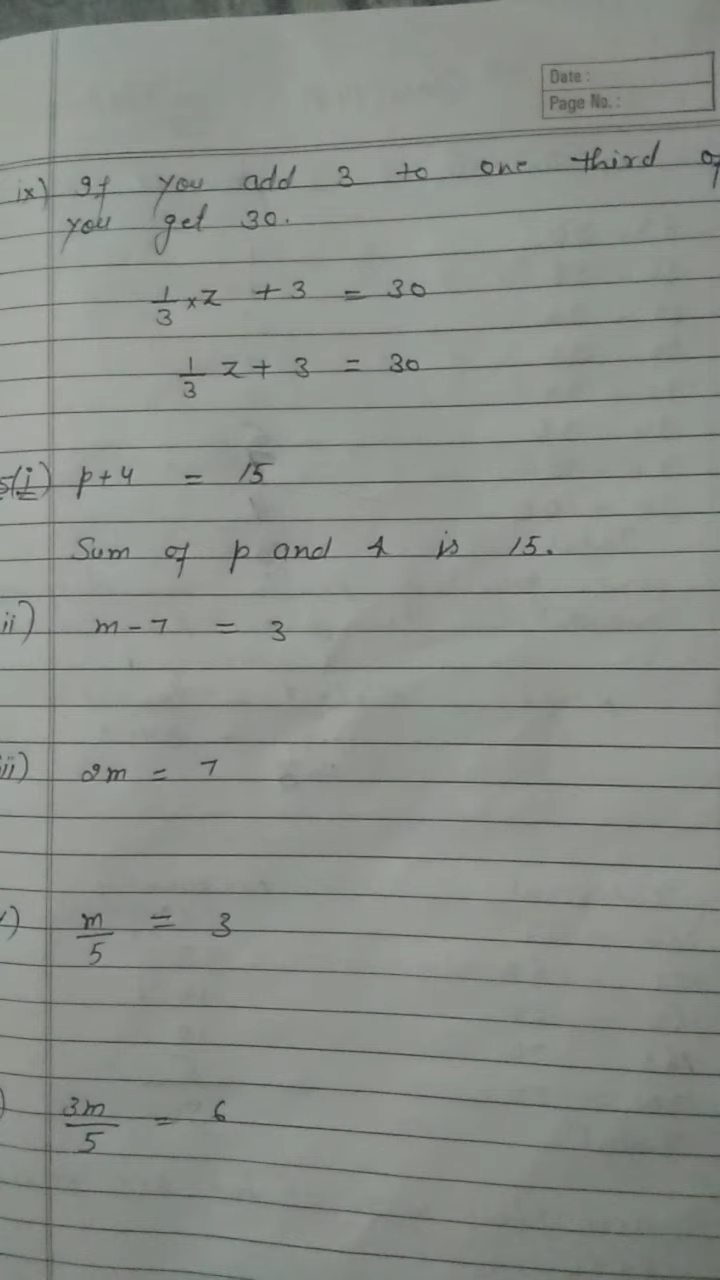 Date :
Page No. :
ix) If you add 3 to one third of
you get 30.
1/3 × z + 3 = 30
1/3 z + 3 = 30
5(i) p+4 = 15
Sum of p and 4 is 15.
ii) m - 7 = 3
ii) 2m = 7
) m/5 = 3
) 3m/5 = 6